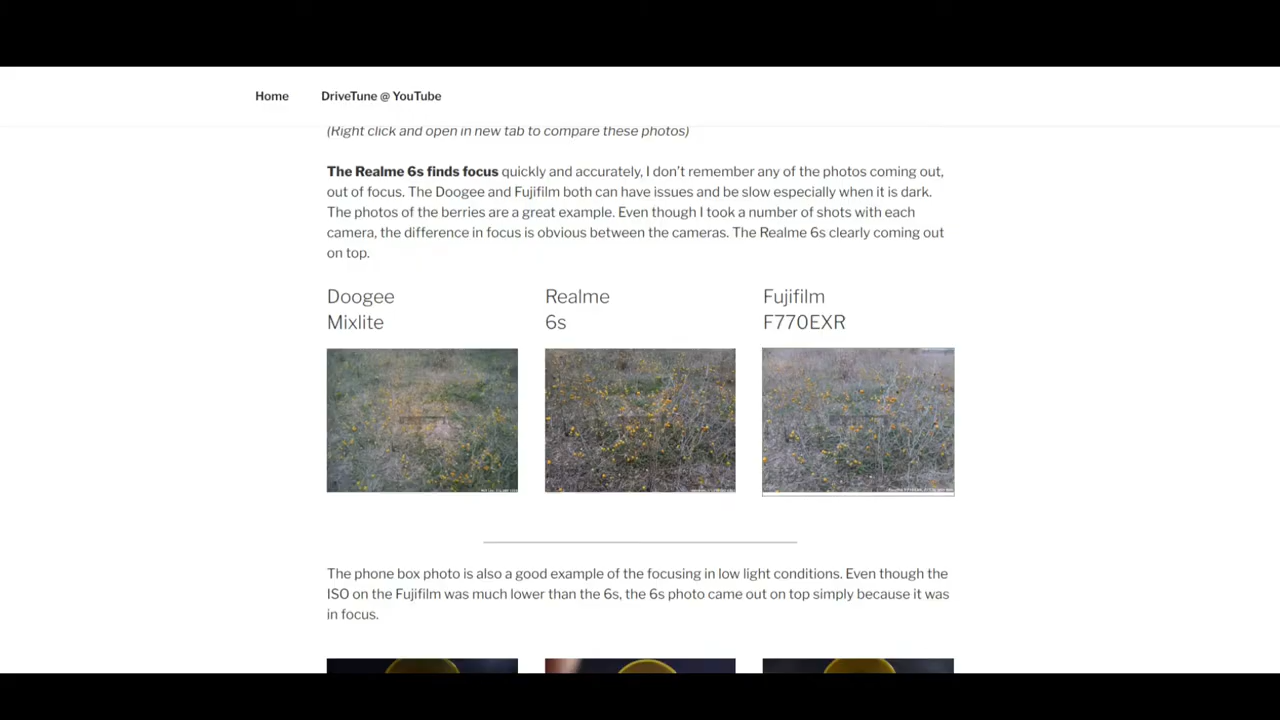 Home
DriveTune @ YouTube
(Right click and open in new tab to compare these photos)
The Realme 6s finds focus quickly and accurately, I don’t remember any of the photos coming out,
out of focus. The Doogee and Fujifilm both can have issues and be slow especially when it is dark.
The photos of the berries are a great example. Even though I took a number of shots with each
camera, the difference in focus is obvious between the cameras. The Realme 6s clearly coming out
on top.
Doogee
Mixlite
Realme
6s
Fujifilm
F770EXR
The phone box photo is also a good example of the focusing in low light conditions. Even though the
ISO on the Fujifilm was much lower than the 6s, the 6s photo came out on top simply because it was
in focus.